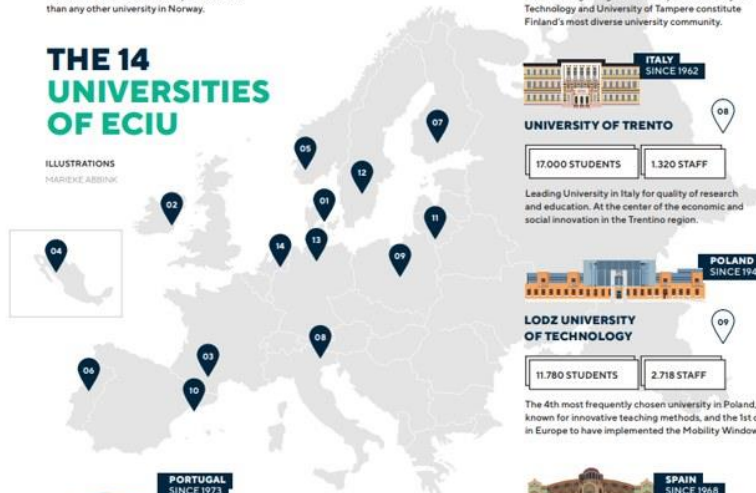 than any other university in Norway.
THE 14
UNIVERSITIES
OF ECIU
ILLUSTRATIONS
MARIEKE ABBINK
07
05
12
01
02
11
13
14
04
09
08
03
06
10
PORTUGAL
SINCE 1973
Technology and University of Tampere constitute
Finland's most diverse university community.
ITALY
SINCE 1962
08
UNIVERSITY OF TRENTO
17.000 STUDENTS
1.320 STAFF
Leading University in Italy for quality of research
and education. At the center of the economic and
social innovation in the Trentino region.
POLAND
SINCE 194
LODZ UNIVERSITY
OF TECHNOLOGY
09
11.780 STUDENTS
2.718 STAFF
The 4th most frequently chosen university in Poland,
known for innovative teaching methods, and the 1st
in Europe to have implemented the Mobility Window
SPAIN
SINCE 1968